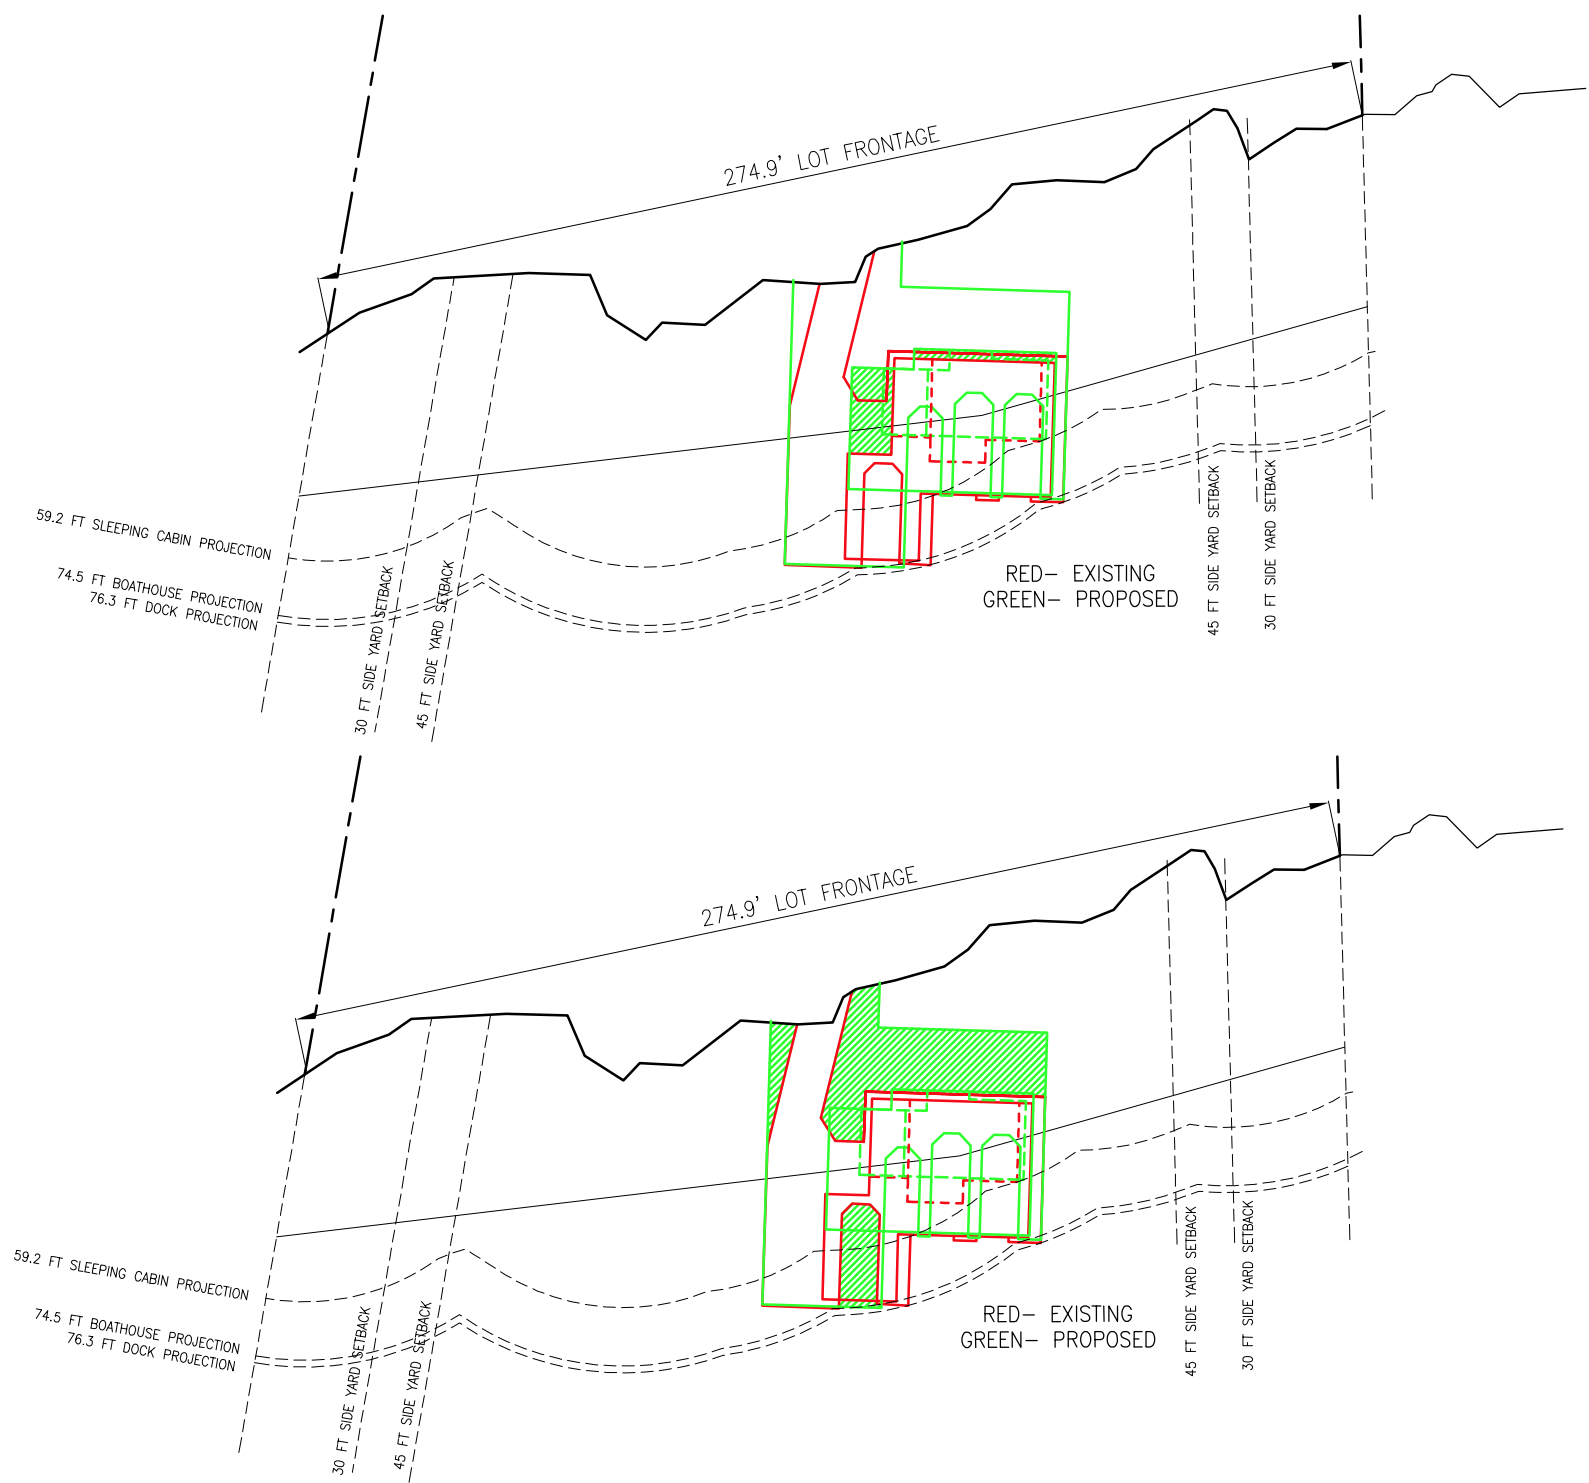 274.9' LOT FRONTAGE
59.2 FT SLEEPING CABIN PROJECTION
74.5 FT BOATHOUSE PROJECTION
76.3 FT DOCK PROJECTION
30 FT SIDE YARD SETBACK
45 FT SIDE YARD SETBACK
RED– EXISTING
GREEN– PROPOSED
45 FT SIDE YARD SETBACK
30 FT SIDE YARD SETBACK
274.9' LOT FRONTAGE
59.2 FT SLEEPING CABIN PROJECTION
74.5 FT BOATHOUSE PROJECTION
76.3 FT DOCK PROJECTION
30 FT SIDE YARD SETBACK
45 FT SIDE YARD SETBACK
RED– EXISTING
GREEN– PROPOSED
45 FT SIDE YARD SETBACK
30 FT SIDE YARD SETBACK